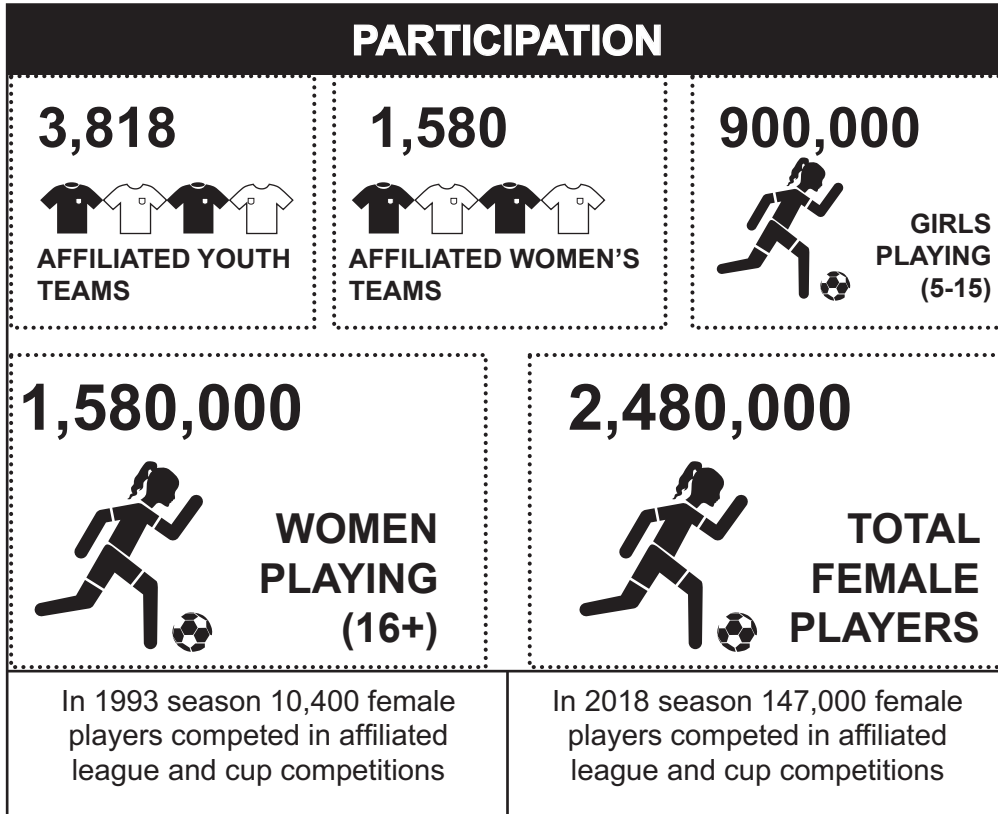 PARTICIPATION
3,818
AFFILIATED YOUTH
TEAMS
1,580
AFFILIATED WOMEN'S
TEAMS
900,000
GIRLS
PLAYING
(5-15)
1,580,000
WOMEN
PLAYING
(16+)
2,480,000
TOTAL
FEMALE
PLAYERS
In 1993 season 10,400 female
players competed in affiliated
league and cup competitions
In 2018 season 147,000 female
players competed in affiliated
league and cup competitions